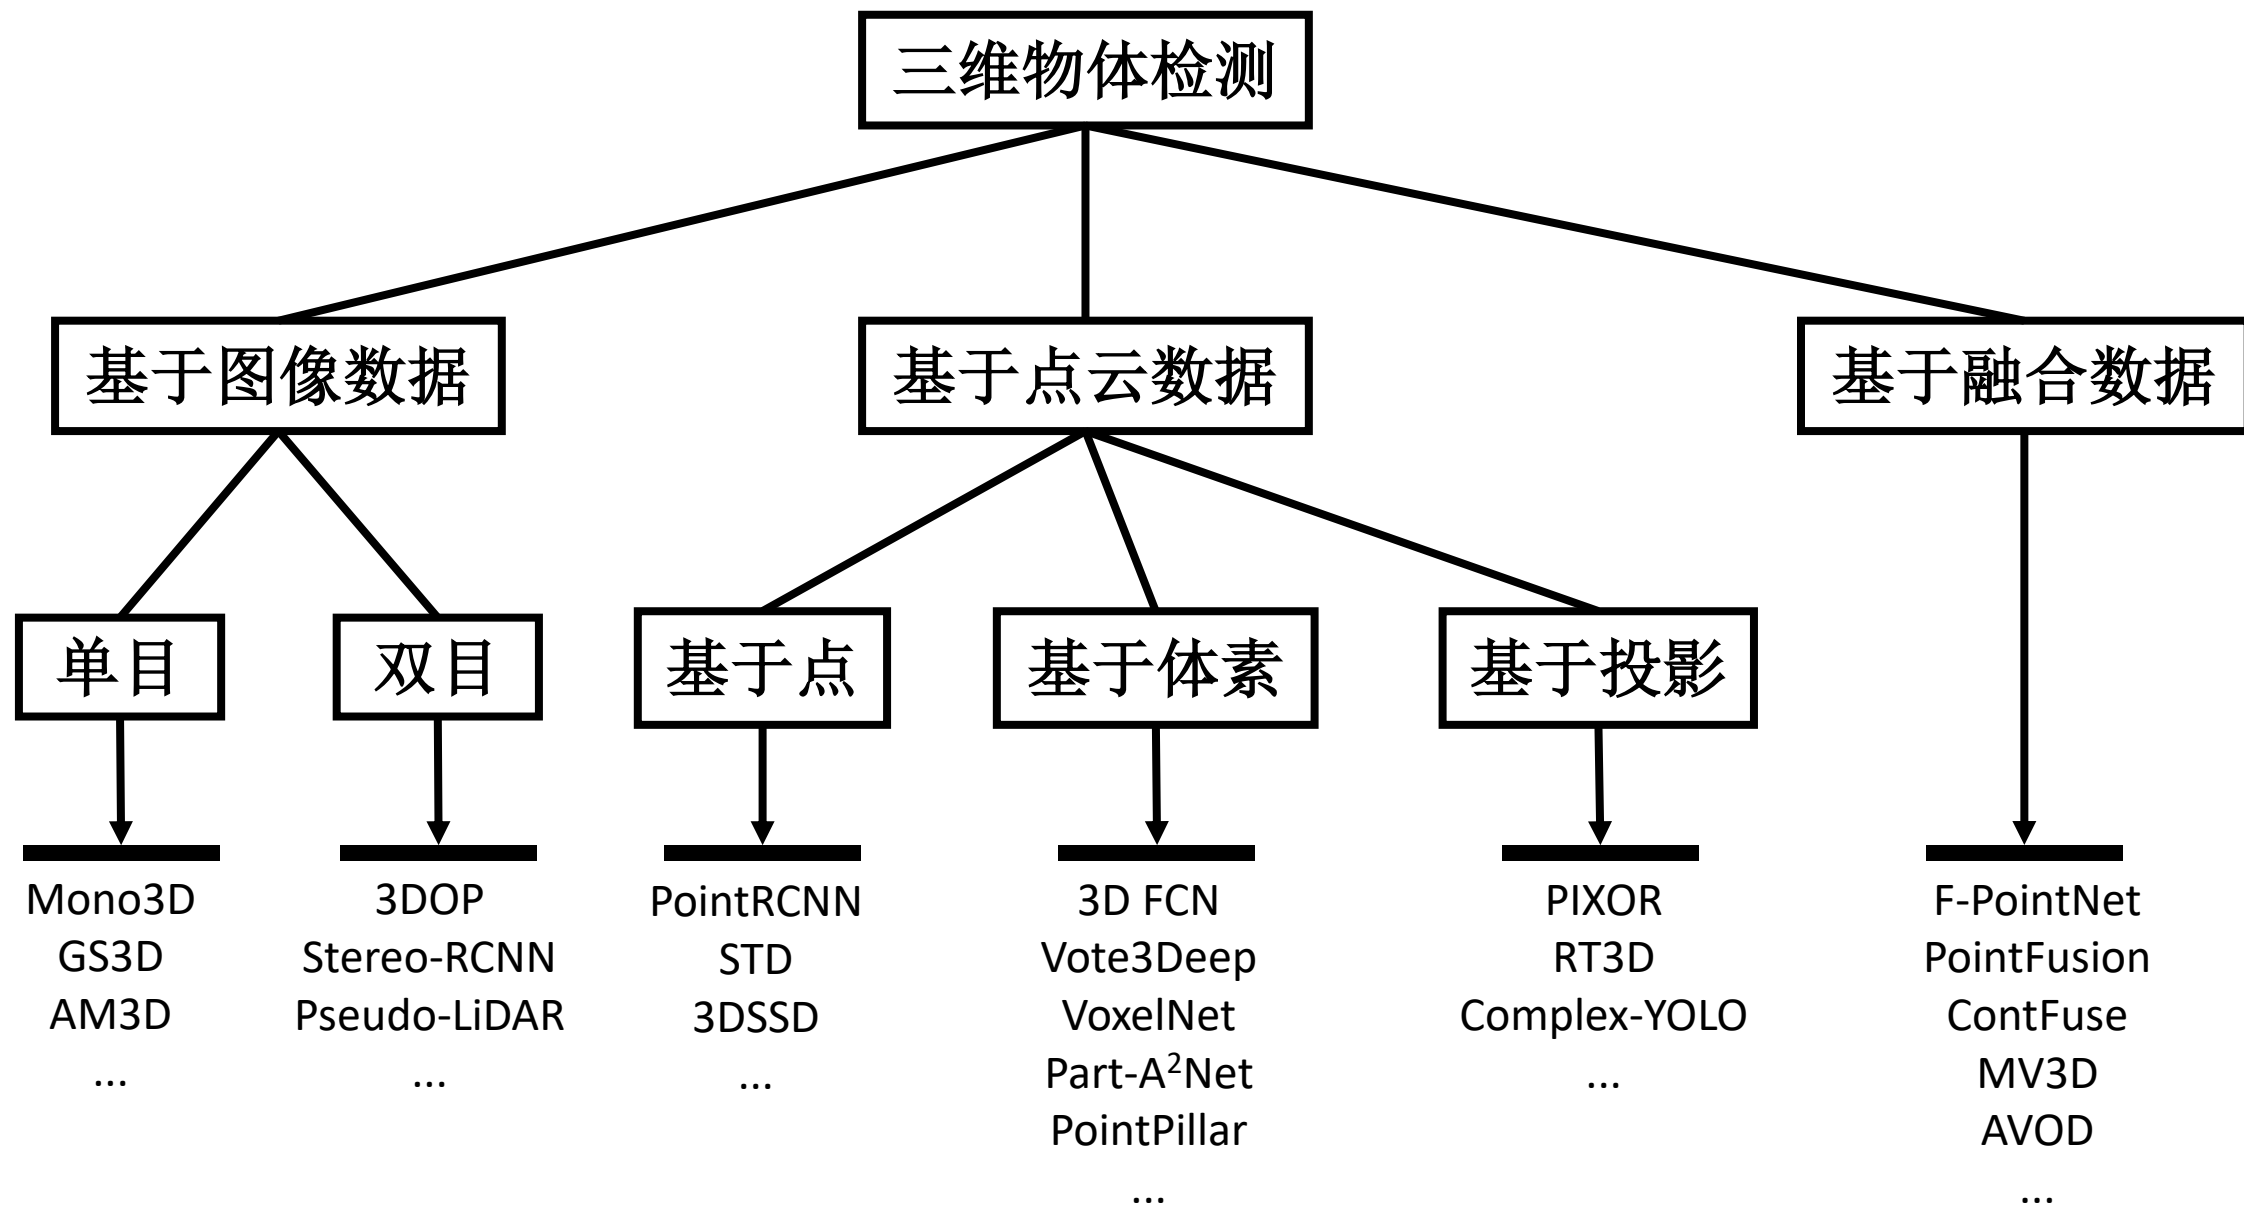 三维物体检测
基于图像数据
基于点云数据
基于融合数据
单目
双目
基于点
基于体素
基于投影
Mono3D
GS3D
AM3D
...
3DOP
Stereo-RCNN
Pseudo-LiDAR
...
PointRCNN
STD
3DSSD
...
3D FCN
Vote3Deep
VoxelNet
Part-A²Net
PointPillar
...
PIXOR
RT3D
Complex-YOLO
...
F-PointNet
PointFusion
ContFuse
MV3D
AVOD
...